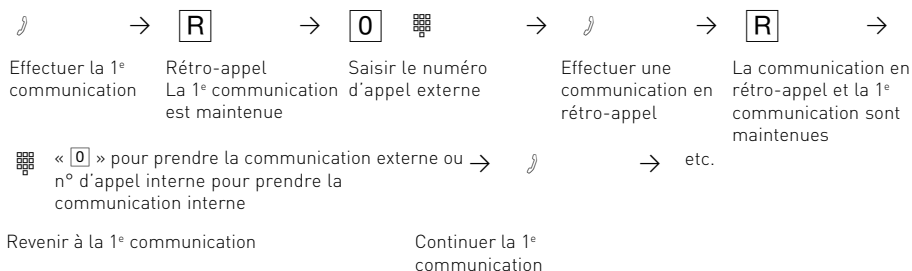 R
0
Effectuer la 1e
communication
Rétro-appel
La 1e communication
est maintenue
Saisir le numéro
d'appel externe
Effectuer une
communication en
rétro-appel
La communication en
rétro-appel et la 1e
communication sont
maintenues
R
« 0 » pour prendre la communication externe ou
n° d'appel interne pour prendre la
communication interne
etc.
Revenir à la 1e communication
Continuer la 1e
communication